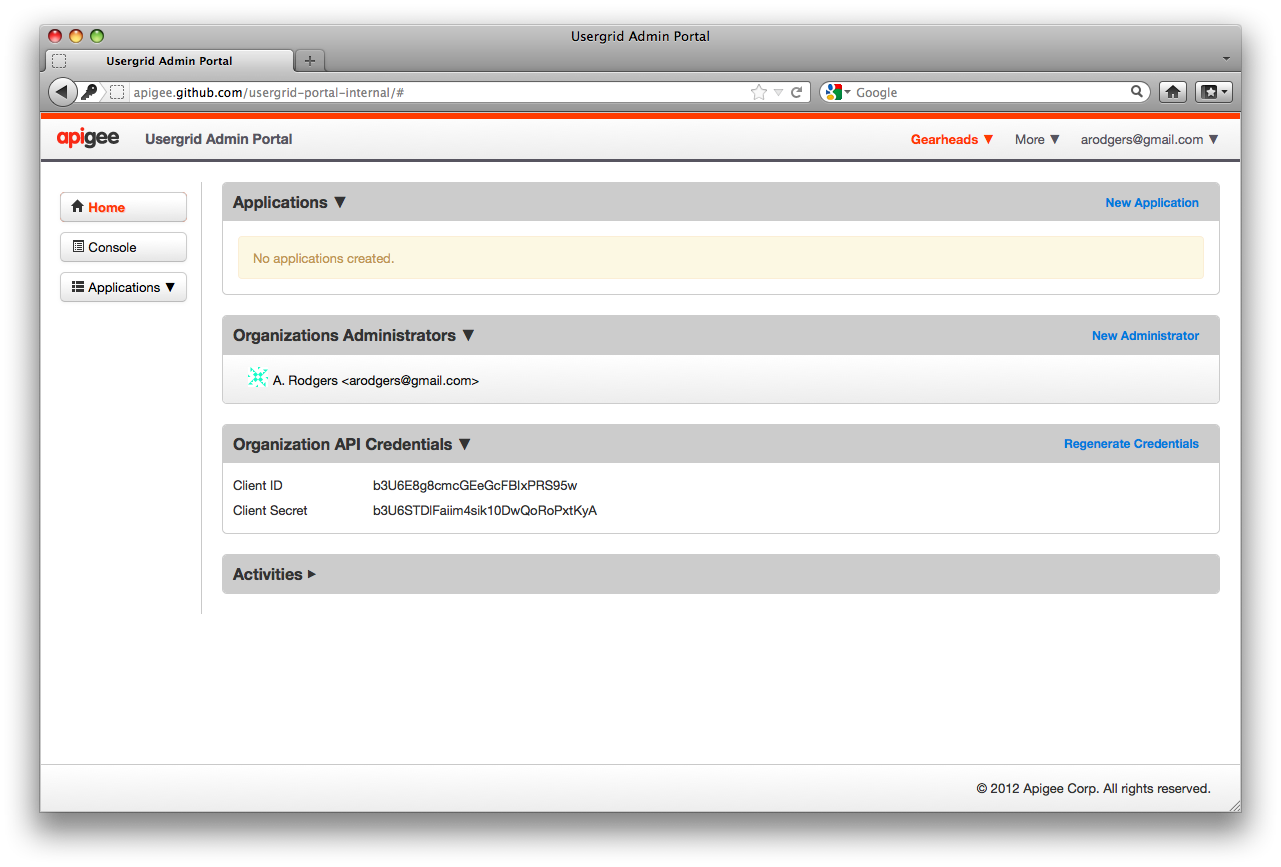 Usergrid Admin Portal
Usergrid Admin Portal
apigee.github.com/usergrid-portal-internal/#
Google
apigee
Usergrid Admin Portal
Gearheads ▼
More ▼
arodgers@gmail.com ▼
Home
Console
Applications ▼
Applications ▼
New Application
No applications created.
Organizations Administrators ▼
New Administrator
A. Rodgers <arodgers@gmail.com>
Organization API Credentials ▼
Regenerate Credentials
Client ID b3U6E8g8cmcGEeGcFBIxPRS95w
Client Secret b3U6STDlFaiim4sik10DwQoRoPxtKyA
Activities ▸
© 2012 Apigee Corp. All rights reserved.